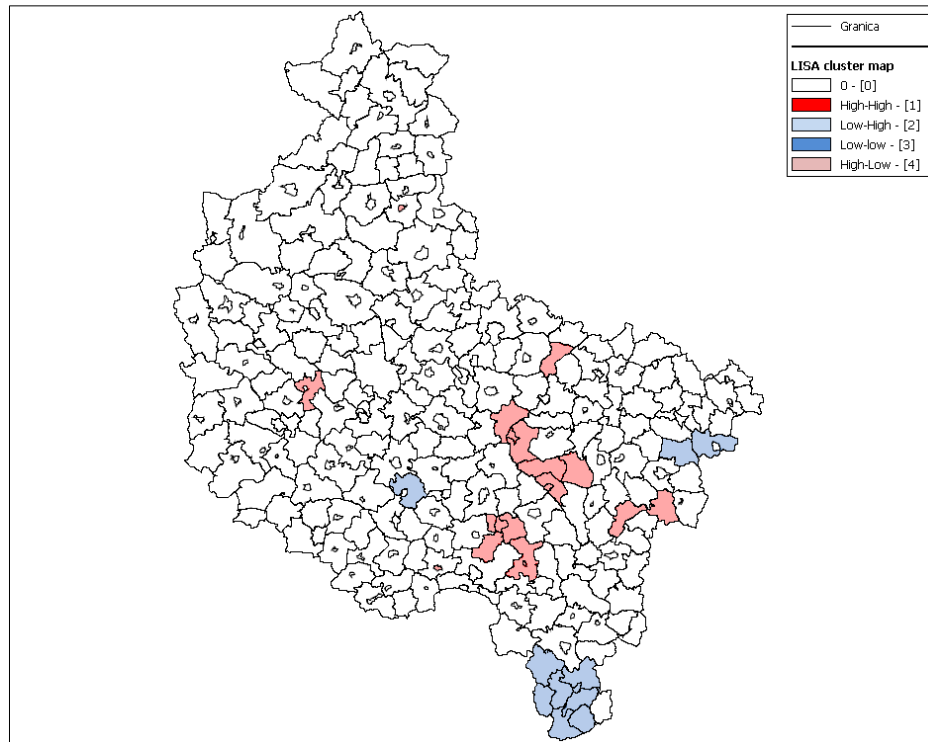 Granica
LISA cluster map
0 - [0]
High-High - [1]
Low-High - [2]
Low-low - [3]
High-Low - [4]